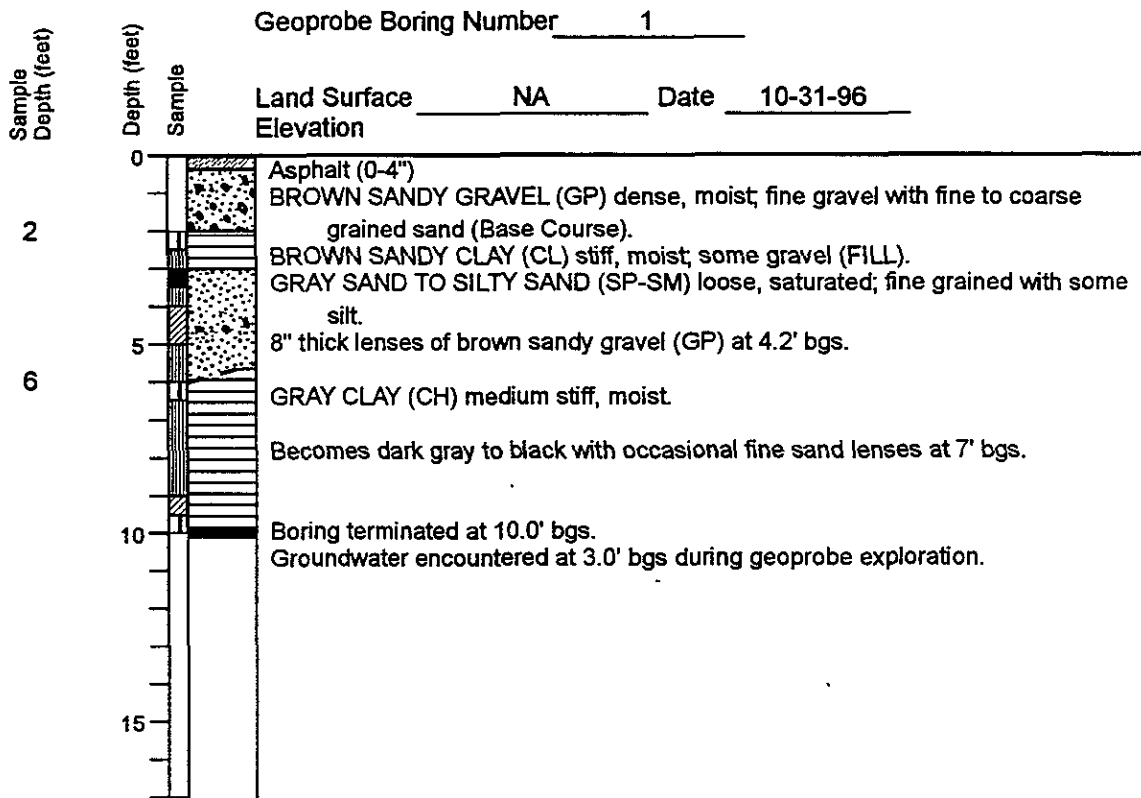 Geoprobe Boring Number 1
Sample Depth (feet)
Depth (feet)
Sample
Land Surface NA Date 10-31-96
Elevation
0
Asphalt (0-4")
BROWN SANDY GRAVEL (GP) dense, moist; fine gravel with fine to coarse
grained sand (Base Course).
2
BROWN SANDY CLAY (CL) stiff, moist; some gravel (FILL).
GRAY SAND TO SILTY SAND (SP-SM) loose, saturated; fine grained with some
silt.
5
8" thick lenses of brown sandy gravel (GP) at 4.2' bgs.
6
GRAY CLAY (CH) medium stiff, moist.
Becomes dark gray to black with occasional fine sand lenses at 7' bgs.
10
Boring terminated at 10.0' bgs.
Groundwater encountered at 3.0' bgs during geoprobe exploration.
15